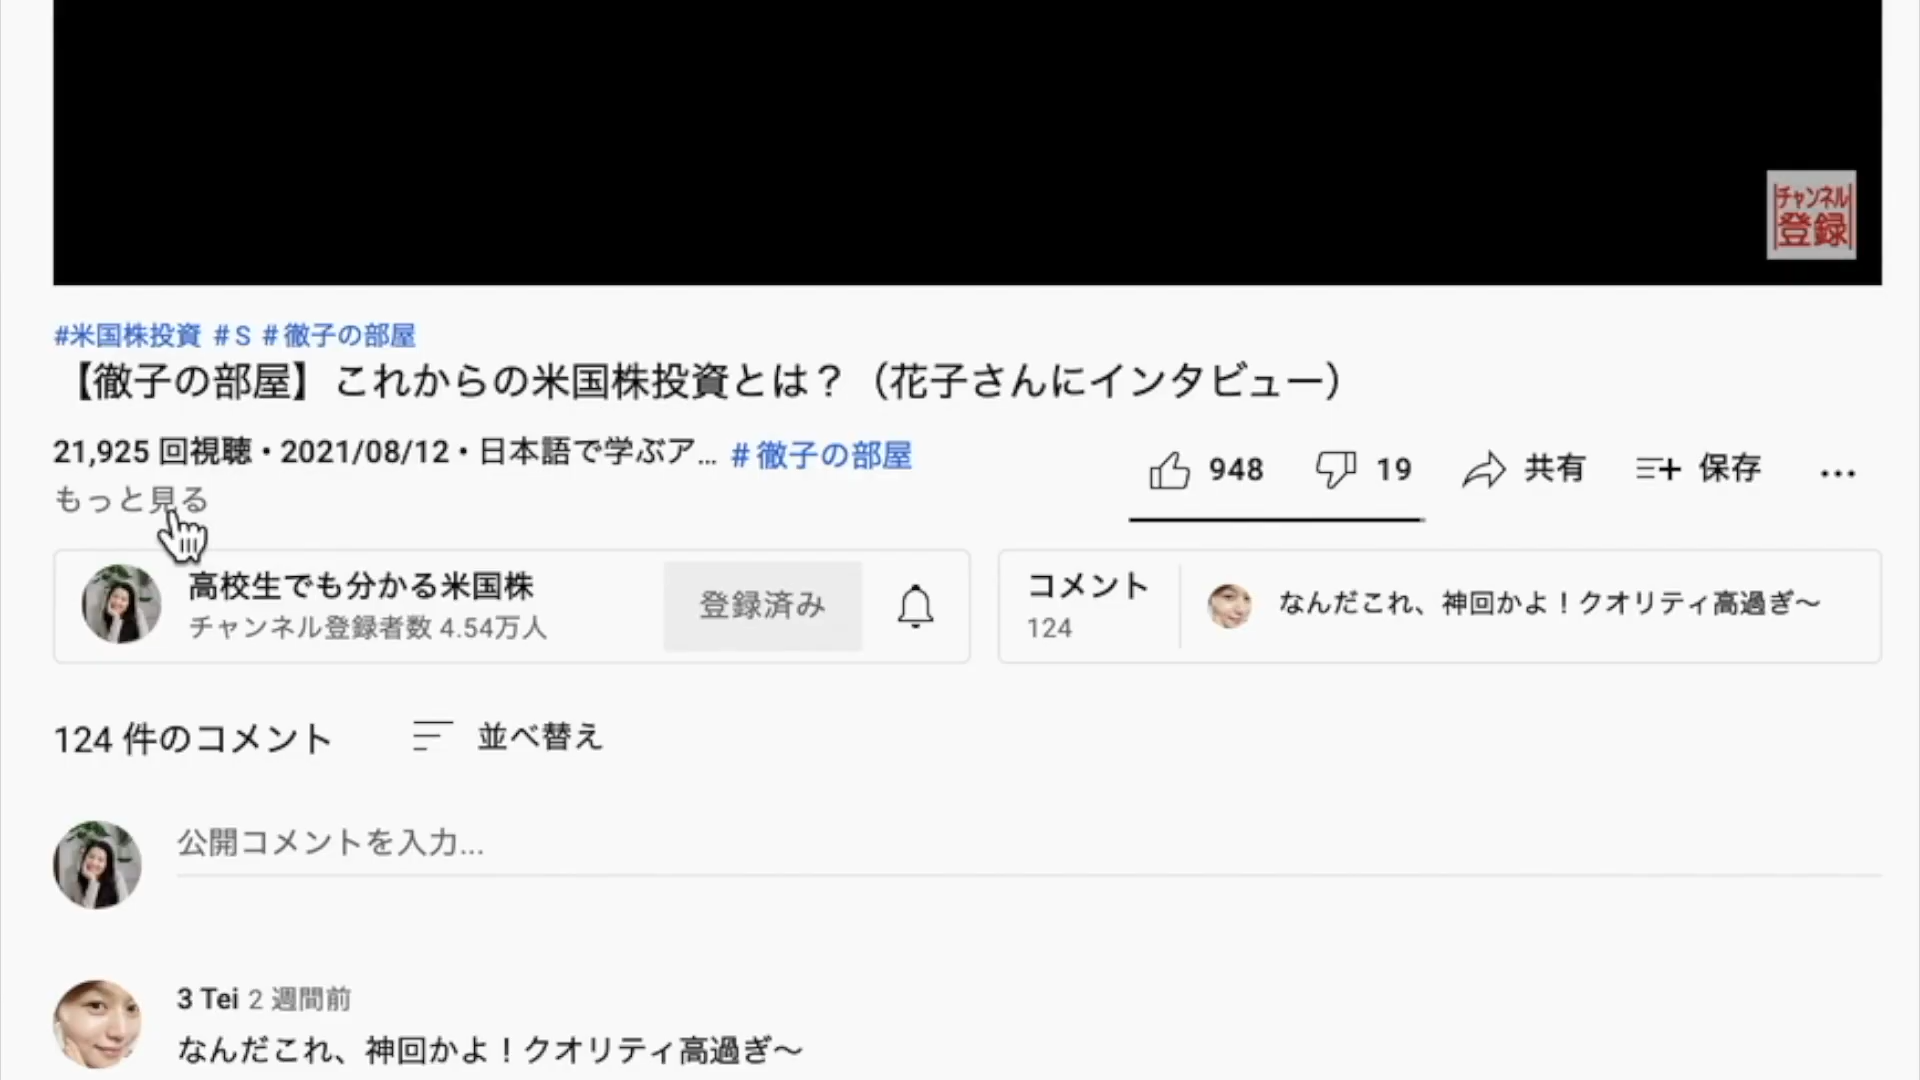 チャンネル
登録
#米国株投資 #S #徹子の部屋
【徹子の部屋】これからの米国株投資とは？（花子さんにインタビュー）
21,925 回視聴・2021/08/12・日本語で学ぶア... #徹子の部屋
もっと見る
948 19 共有 保存 ...
高校生でも分かる米国株
チャンネル登録者数 4.54万人
登録済み
コメント
124
なんだこれ、神回かよ！クオリティ高過ぎ〜
124 件のコメント 並べ替え
公開コメントを入力...
3 Tei 2 週間前
なんだこれ、神回かよ！クオリティ高過ぎ〜